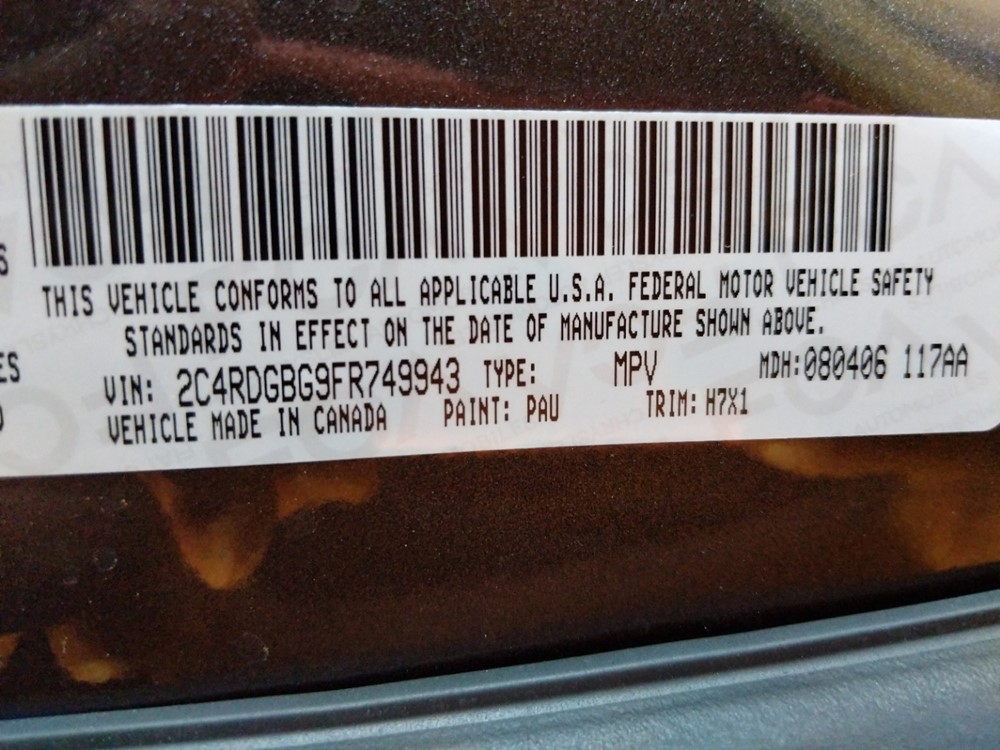 THIS VEHICLE CONFORMS TO ALL APPLICABLE U.S.A. FEDERAL MOTOR VEHICLE SAFETY
STANDARDS IN EFFECT ON THE DATE OF MANUFACTURE SHOWN ABOVE.
VIN: 2C4RDGBG9FR749943 TYPE: MPV MDH:080406 117AA
VEHICLE MADE IN CANADA PAINT: PAU TRIM: H7X1